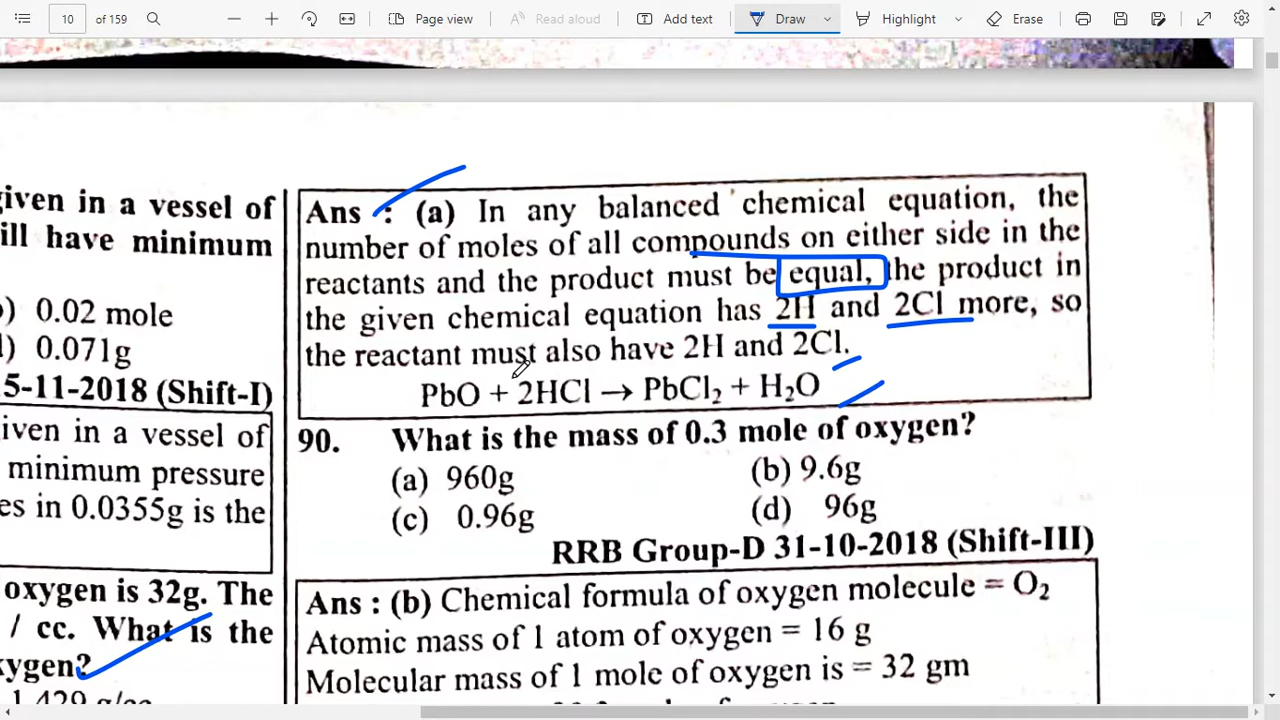 10 of 159
Page view
Read aloud
Add text
Draw
Highlight
Erase
given in a vessel of
ill have minimum
) 0.02 mole
) 0.071g
5-11-2018 (Shift-I)
iven in a vessel of
minimum pressure
es in 0.0355g is the
oxygen is 32g. The
/ cc. What is the
xygen?
1.429 g/cc
Ans : (a) In any balanced chemical equation, the
number of moles of all compounds on either side in the
reactants and the product must be equal, the product in
the given chemical equation has 2H and 2Cl more, so
the reactant must also have 2H and 2Cl.
PbO + 2HCl → PbCl₂ + H₂O
90. What is the mass of 0.3 mole of oxygen?
(a) 960g (b) 9.6g
(c) 0.96g (d) 96g
RRB Group-D 31-10-2018 (Shift-III)
Ans : (b) Chemical formula of oxygen molecule = O₂
Atomic mass of 1 atom of oxygen = 16 g
Molecular mass of 1 mole of oxygen is = 32 gm